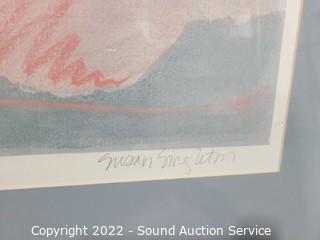 Susan Singleton
Copyright 2022 - Sound Auction Service